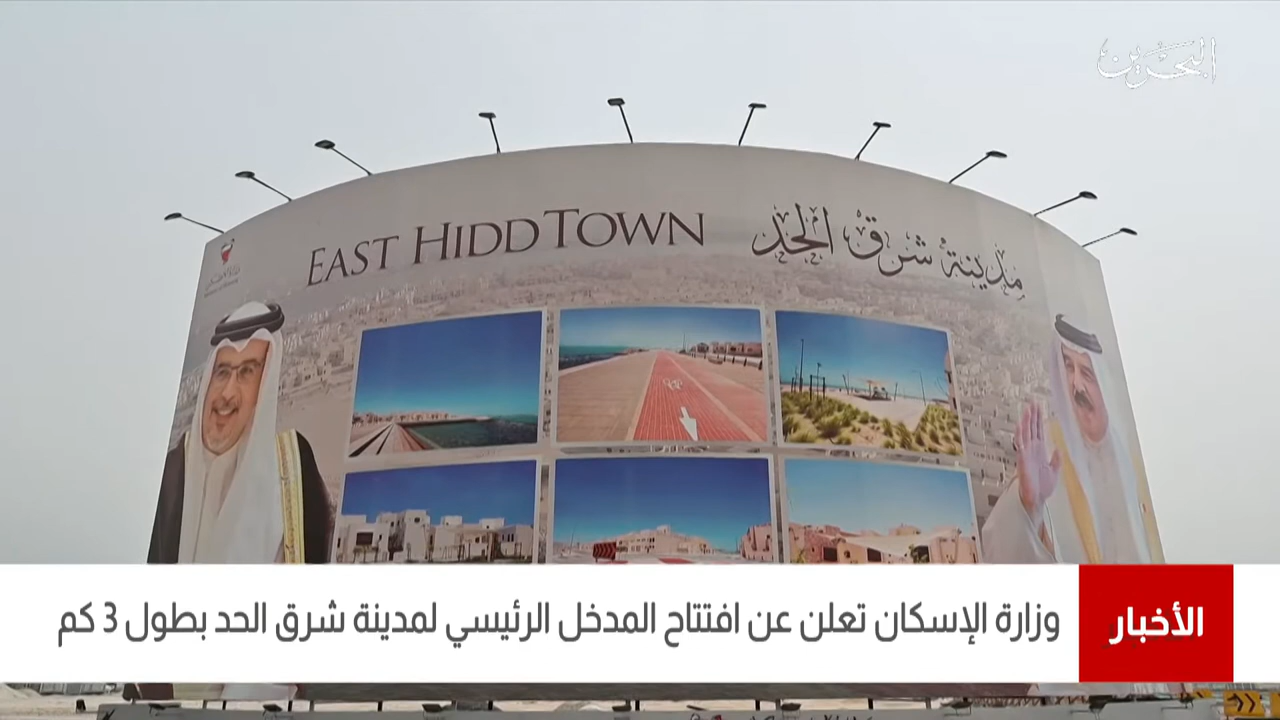 البحرين
EAST HIDD TOWN
مدينة شرق الحد
الأخبار
وزارة الإسكان تعلن عن افتتاح المدخل الرئيسي لمدينة شرق الحد بطول 3 كم